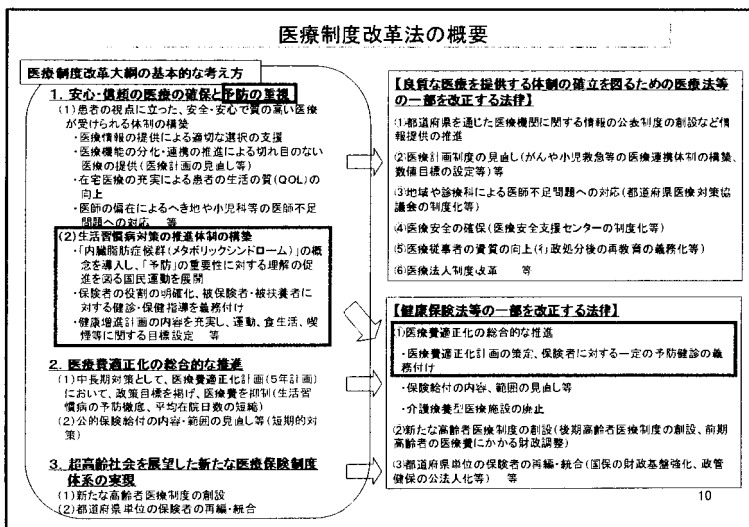 医療制度改革法の概要
医療制度改革大綱の基本的な考え方
1. 安心・信頼の医療の確保と予防の重視
(1)患者の視点に立った、安全・安心で質の高い医療
が受けられる体制の構築
・医療情報の提供による適切な選択の支援
・医療機能の分化・連携の推進による切れ目のない
医療の提供(医療計画の見直し等)
・在宅医療の充実による患者の生活の質(QOL)の
向上
・医師の偏在によるへき地や小児科等の医師不足
問題への対応 等
(2)生活習慣病対策の推進体制の構築
・「内臓脂肪症候群(メタボリックシンドローム)」の概
念を導入し、「予防」の重要性に対する理解の促
進を図る国民運動を展開
・保険者の役割の明確化、被保険者・被扶養者に
対する健診・保健指導を義務付け
・健康増進計画の内容を充実し、運動、食生活、喫
煙等に関する目標設定 等
2. 医療費適正化の総合的な推進
(1)中長期対策として、医療費適正化計画(5年計画)
において、政策目標を掲げ、医療費を抑制(生活習
慣病の予防徹底、平均在院日数の短縮)
(2)公的保険給付の内容・範囲の見直し等(短期的対
策)
3. 超高齢社会を展望した新たな医療保険制度
体系の実現
(1)新たな高齢者医療制度の創設
(2)都道府県単位の保険者の再編・統合
【良質な医療を提供する体制の確立を図るための医療法等
の一部を改正する法律】
(1)都道府県を通じた医療機関に関する情報の公表制度の創設など情
報提供の推進
(2)医療計画制度の見直し(がんや小児救急等の医療連携体制の構築、
数値目標の設定等)等
(3)地域や診療科による医師不足問題への対応(都道府県医療対策協
議会の制度化等)
(4)医療安全の確保(医療安全支援センターの制度化等)
(5)医療従事者の資質の向上(行政処分後の再教育の義務化等)
(6)医療法人制度改革 等
【健康保険法等の一部を改正する法律】
(1)医療費適正化の総合的な推進
・医療費適正化計画の策定、保険者に対する一定の予防健診の義
務付け
・保険給付の内容、範囲の見直し等
・介護療養型医療施設の廃止
(2)新たな高齢者医療制度の創設(後期高齢者医療制度の創設、前期
高齢者の医療費にかかる財政調整)
(3)都道府県単位の保険者の再編・統合(国保の財政基盤強化、政管
健保の公法人化等) 等
10